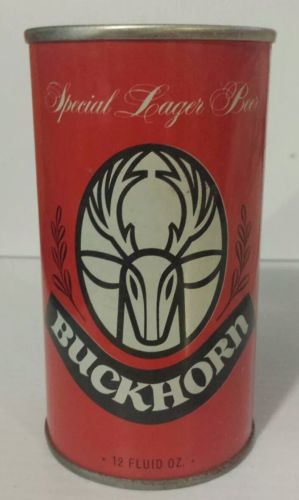 Special Lager Beer
BUCKHORN
• 12 FLUID OZ. •